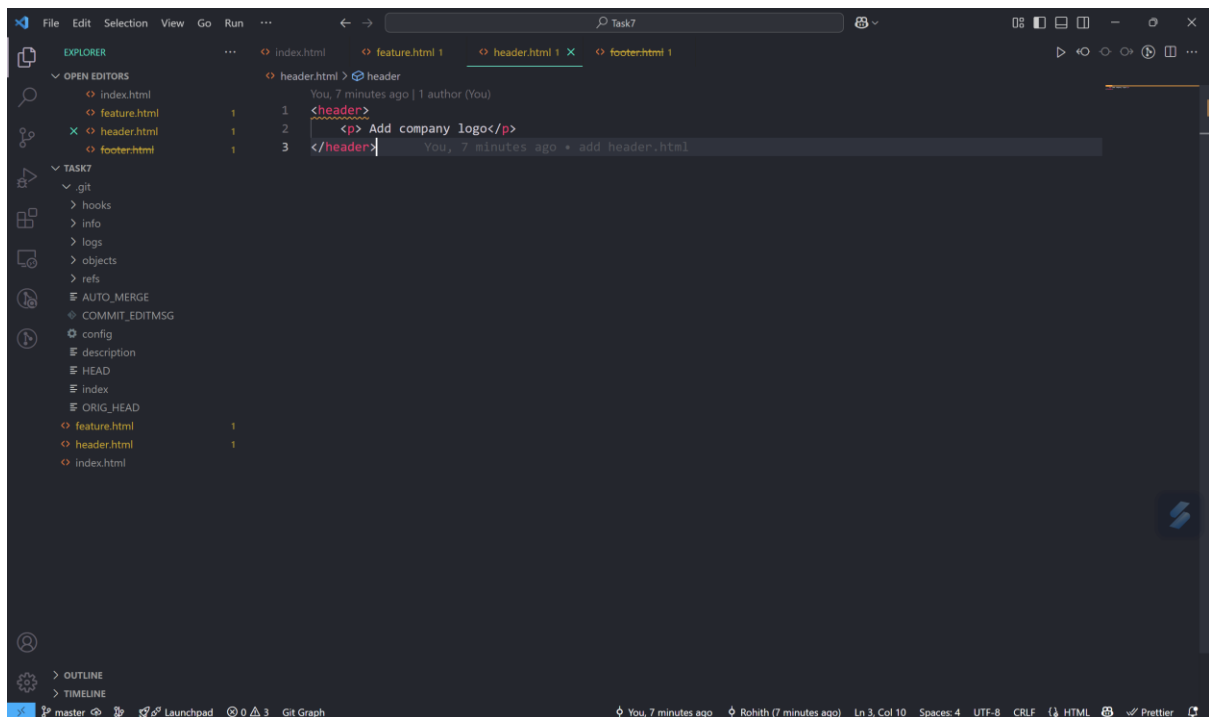 File Edit Selection View Go Run ··· Task7
EXPLORER ···
OPEN EDITORS
index.html
feature.html 1
header.html 1
footer.html 1
TASK7
.git
hooks
info
logs
objects
refs
AUTO_MERGE
COMMIT_EDITMSG
config
description
HEAD
index
ORIG_HEAD
feature.html 1
header.html 1
index.html
OUTLINE
TIMELINE
index.html feature.html 1 header.html 1 footer.html 1
header.html > header
You, 7 minutes ago | 1 author (You)
1 <header>
2 <p> Add company logo</p>
3 </header> You, 7 minutes ago • add header.html
master Launchpad 0 3 Git Graph You, 7 minutes ago Rohith (7 minutes ago) Ln 3, Col 10 Spaces: 4 UTF-8 CRLF HTML Prettier